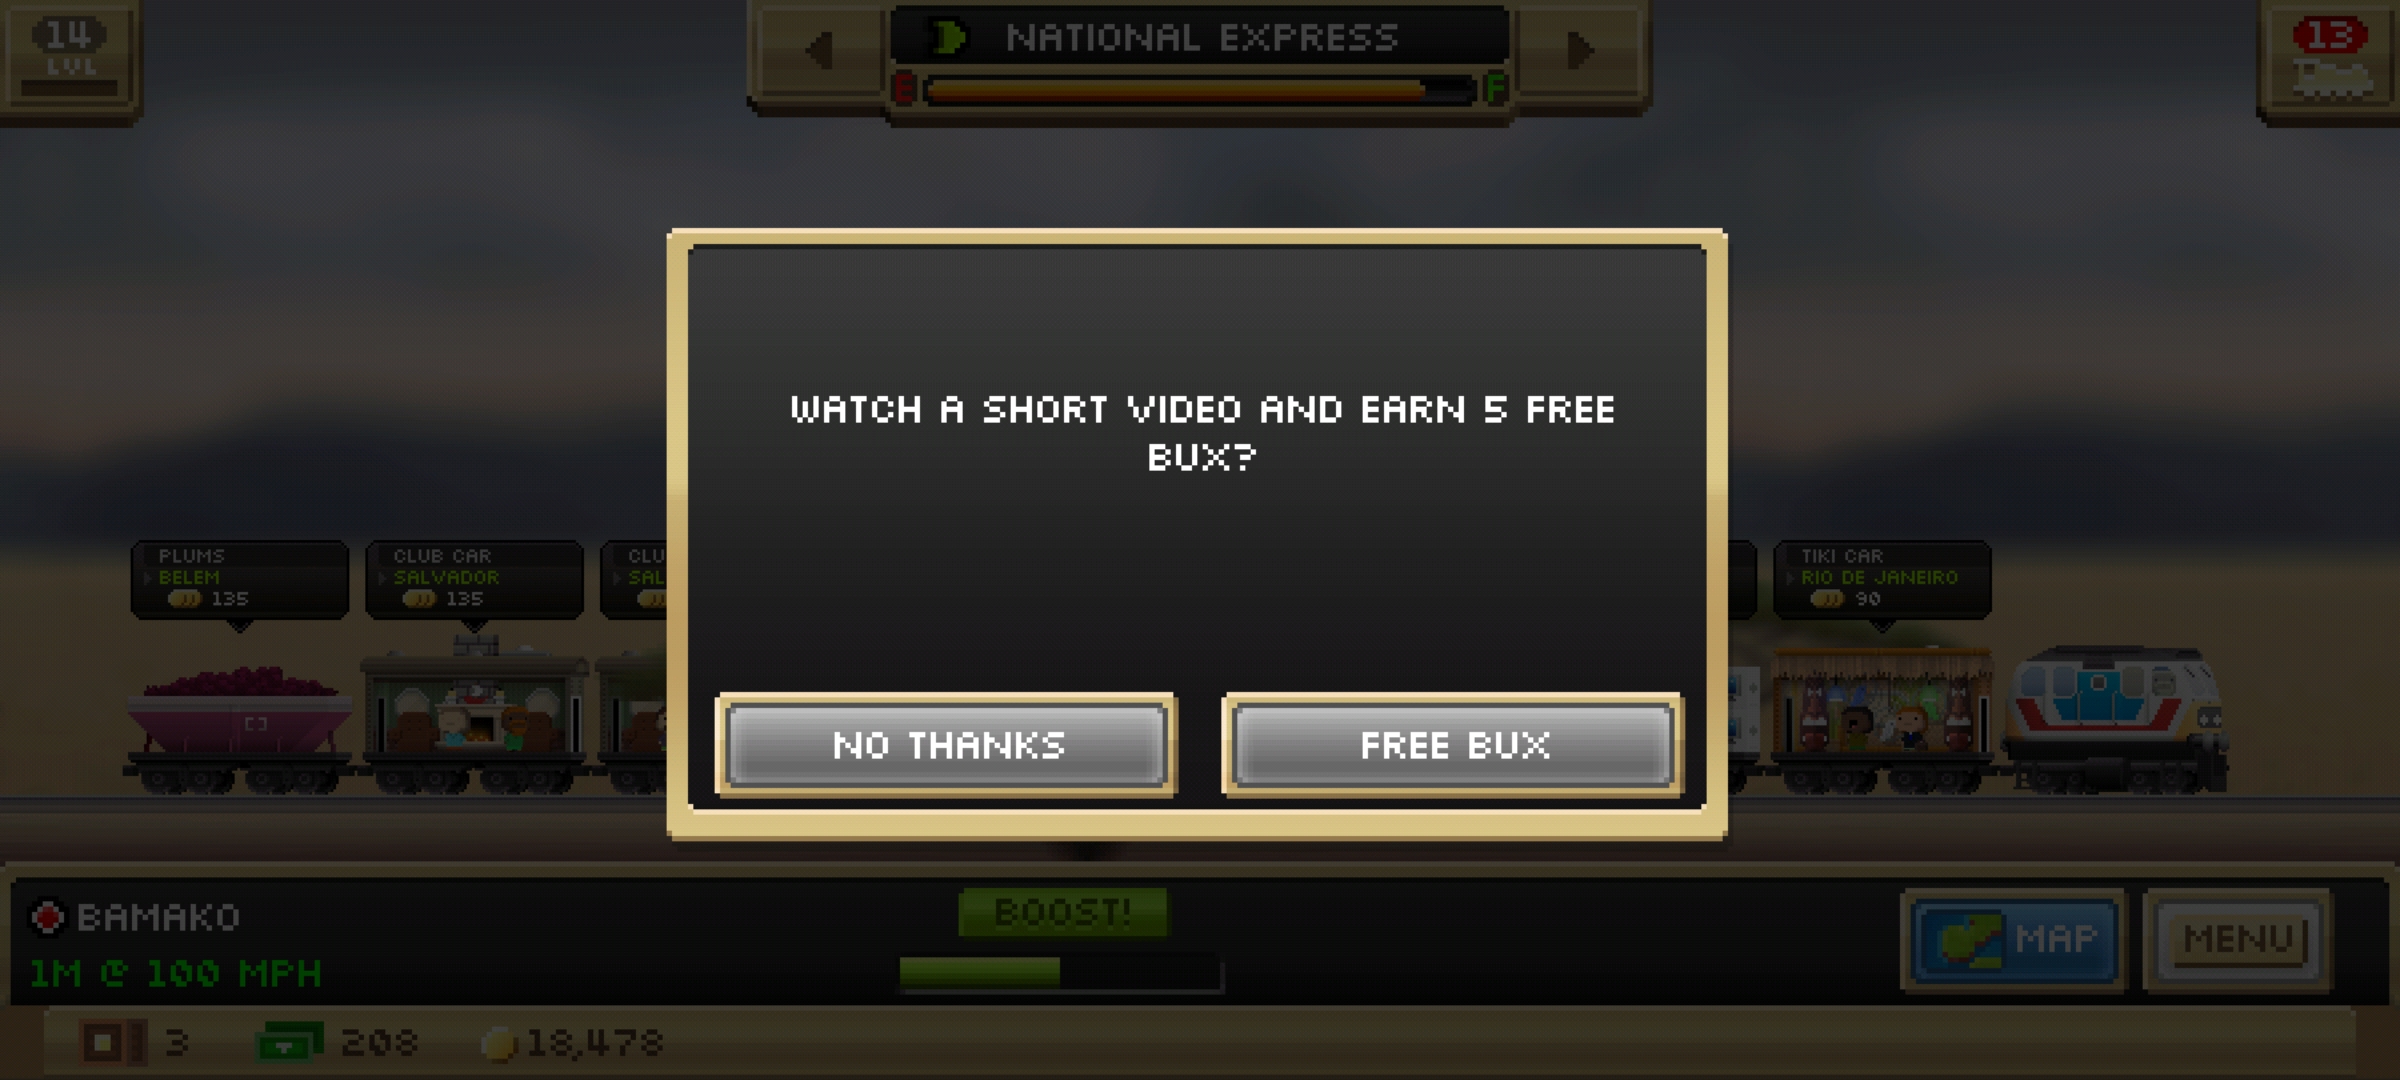 14
LVL
NATIONAL EXPRESS
E F
13
WATCH A SHORT VIDEO AND EARN 5 FREE
BUX?
NO THANKS
FREE BUX
PLUMS
BELEM
135
CLUB CAR
SALVADOR
135
CLU
SAL
TIKI CAR
RIO DE JANEIRO
90
BAMAKO
1M @ 100 MPH
BOOST!
MAP
MENU
3
208
18,478